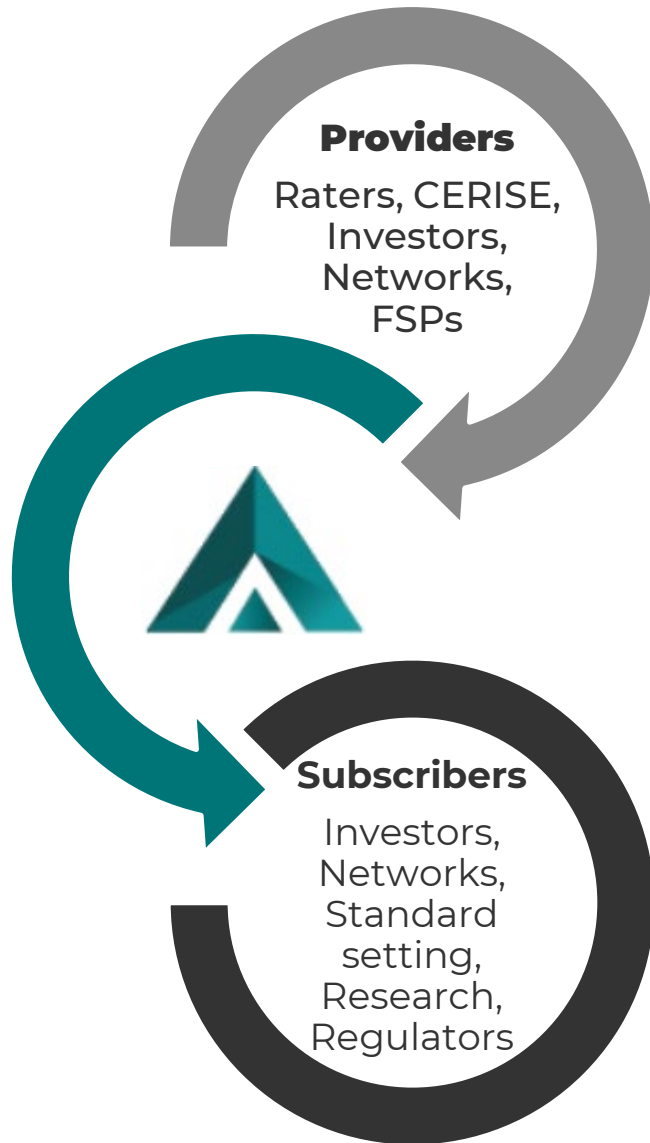 Providers
Raters, CERISE,
Investors,
Networks,
FSPs
Subscribers
Investors,
Networks,
Standard
setting,
Research,
Regulators